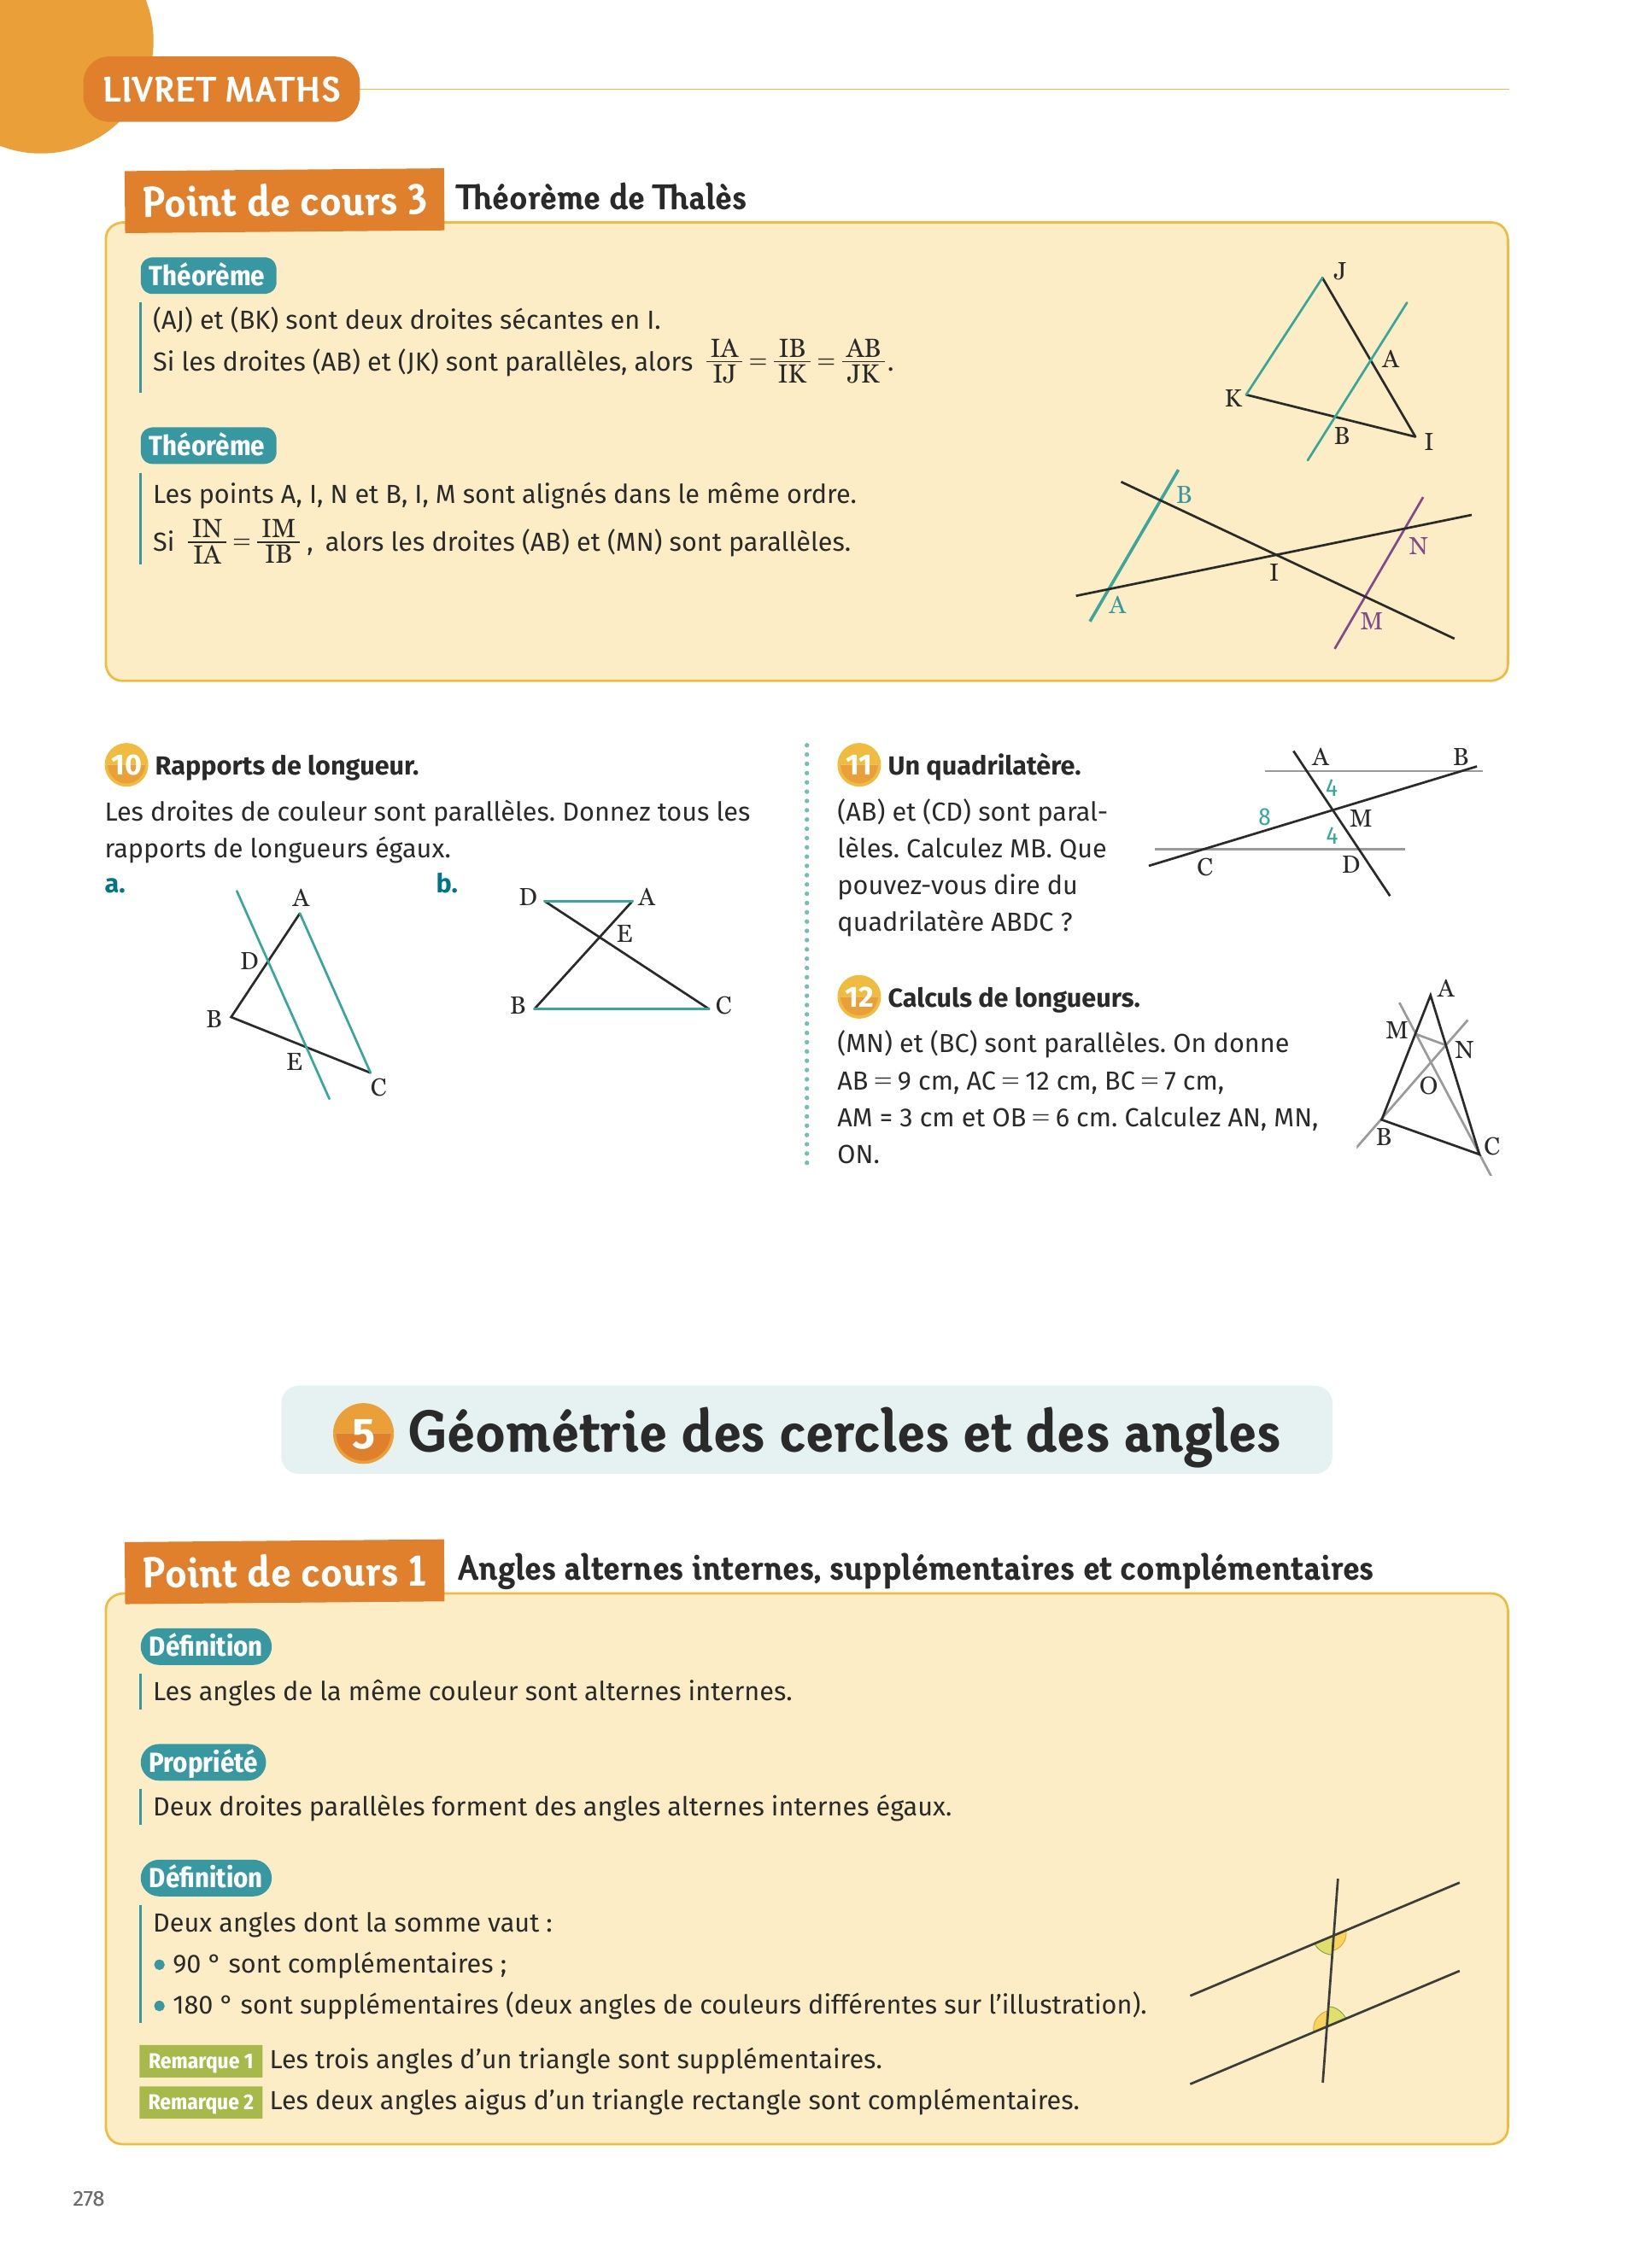 LIVRET MATHS
Point de cours 3 Théorème de Thalès
Théorème
(AJ) et (BK) sont deux droites sécantes en I.
Si les droites (AB) et (JK) sont parallèles, alors IA/IJ = IB/IK = AB/JK.
J
A
K
B
I
Théorème
Les points A, I, N et B, I, M sont alignés dans le même ordre.
Si IN/IA = IM/IB, alors les droites (AB) et (MN) sont parallèles.
B
N
I
A
M
10 Rapports de longueur.
Les droites de couleur sont parallèles. Donnez tous les
rapports de longueurs égaux.
a.
A
D
B
E
C
b.
D
A
E
B
C
11 Un quadrilatère.
(AB) et (CD) sont paral-
lèles. Calculez MB. Que
pouvez-vous dire du
quadrilatère ABDC ?
A
B
4
8
M
4
C
D
12 Calculs de longueurs.
(MN) et (BC) sont parallèles. On donne
AB = 9 cm, AC = 12 cm, BC = 7 cm,
AM = 3 cm et OB = 6 cm. Calculez AN, MN,
ON.
A
M
N
O
B
C
5 Géométrie des cercles et des angles
Point de cours 1 Angles alternes internes, supplémentaires et complémentaires
Définition
Les angles de la même couleur sont alternes internes.
Propriété
Deux droites parallèles forment des angles alternes internes égaux.
Définition
Deux angles dont la somme vaut :
• 90 ° sont complémentaires ;
• 180 ° sont supplémentaires (deux angles de couleurs différentes sur l'illustration).
Remarque 1 Les trois angles d'un triangle sont supplémentaires.
Remarque 2 Les deux angles aigus d'un triangle rectangle sont complémentaires.
278